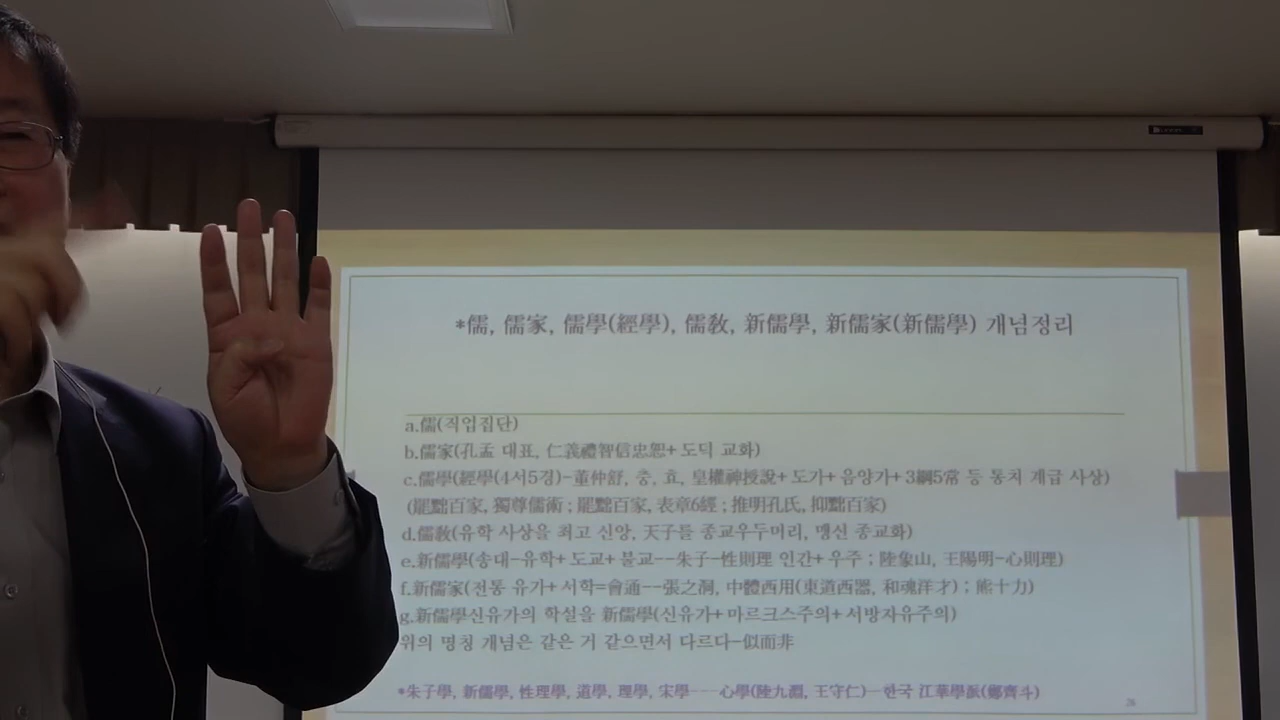 *儒, 儒家, 儒學(經學), 儒敎, 新儒學, 新儒家(新儒學) 개념정리
a.儒(직업집단)
b.儒家(孔孟 대표, 仁義禮智信忠恕+ 도덕 교화)
c.儒學(經學(4서5경)-董仲舒, 충, 효, 皇權神授說+ 도가+ 음양가+ 3綱5常 등 통치 계급 사상)
(罷黜百家, 獨尊儒術 ; 罷黜百家, 表章6經 ; 推明孔氏, 抑黜百家)
d.儒敎(유학 사상을 최고 신앙, 天子를 종교우두머리, 맹신 종교화)
e.新儒學(송대-유학+ 도교+ 불교--朱子-性則理 인간+ 우주 ; 陸象山, 王陽明-心則理)
f.新儒家(전통 유가+ 서학=會通--張之洞, 中體西用(東道西器, 和魂洋才) ; 熊十力)
g.新儒學신유가의 학설을 新儒學(신유가+ 마르크스주의+ 서방자유주의)
위의 명칭 개념은 같은 거 같으면서 다르다-似而非
*朱子學, 新儒學, 性理學, 道學, 理學, 宋學---心學(陸九淵, 王守仁)-한국 江華學派(鄭齊斗)
26